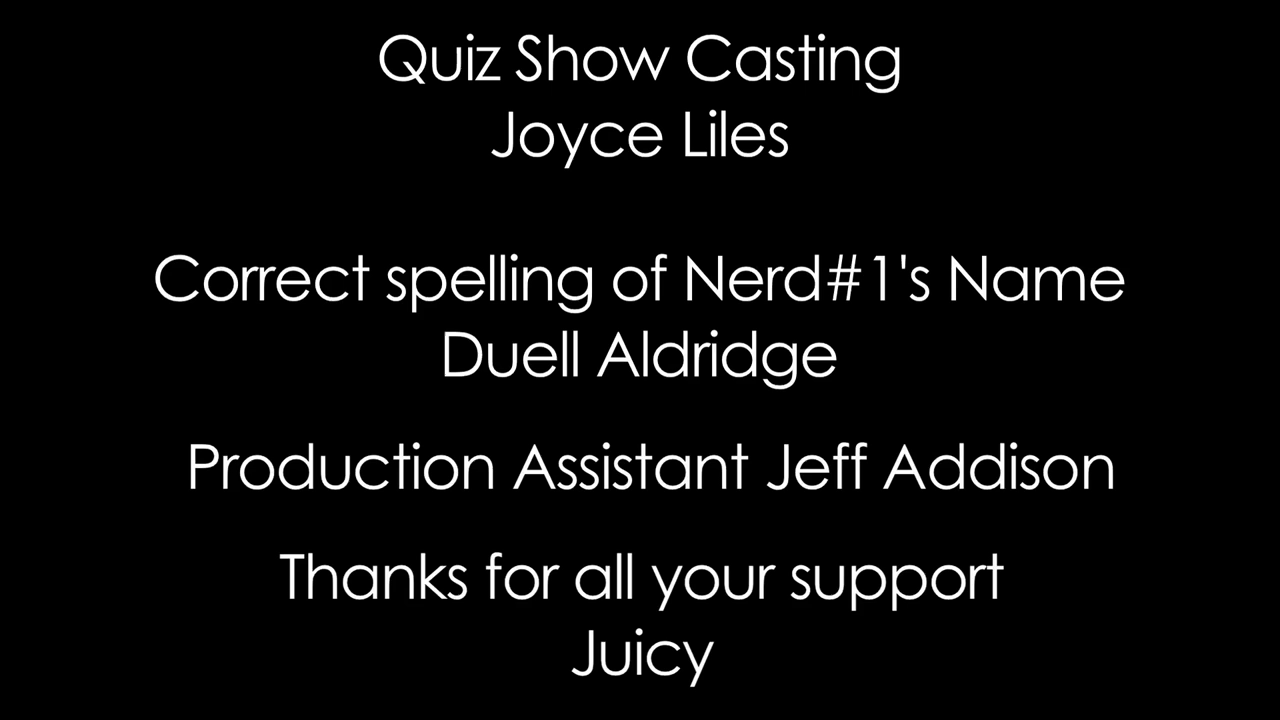 Quiz Show Casting
Joyce Liles
Correct spelling of Nerd#1's Name
Duell Aldridge
Production Assistant Jeff Addison
Thanks for all your support
Juicy